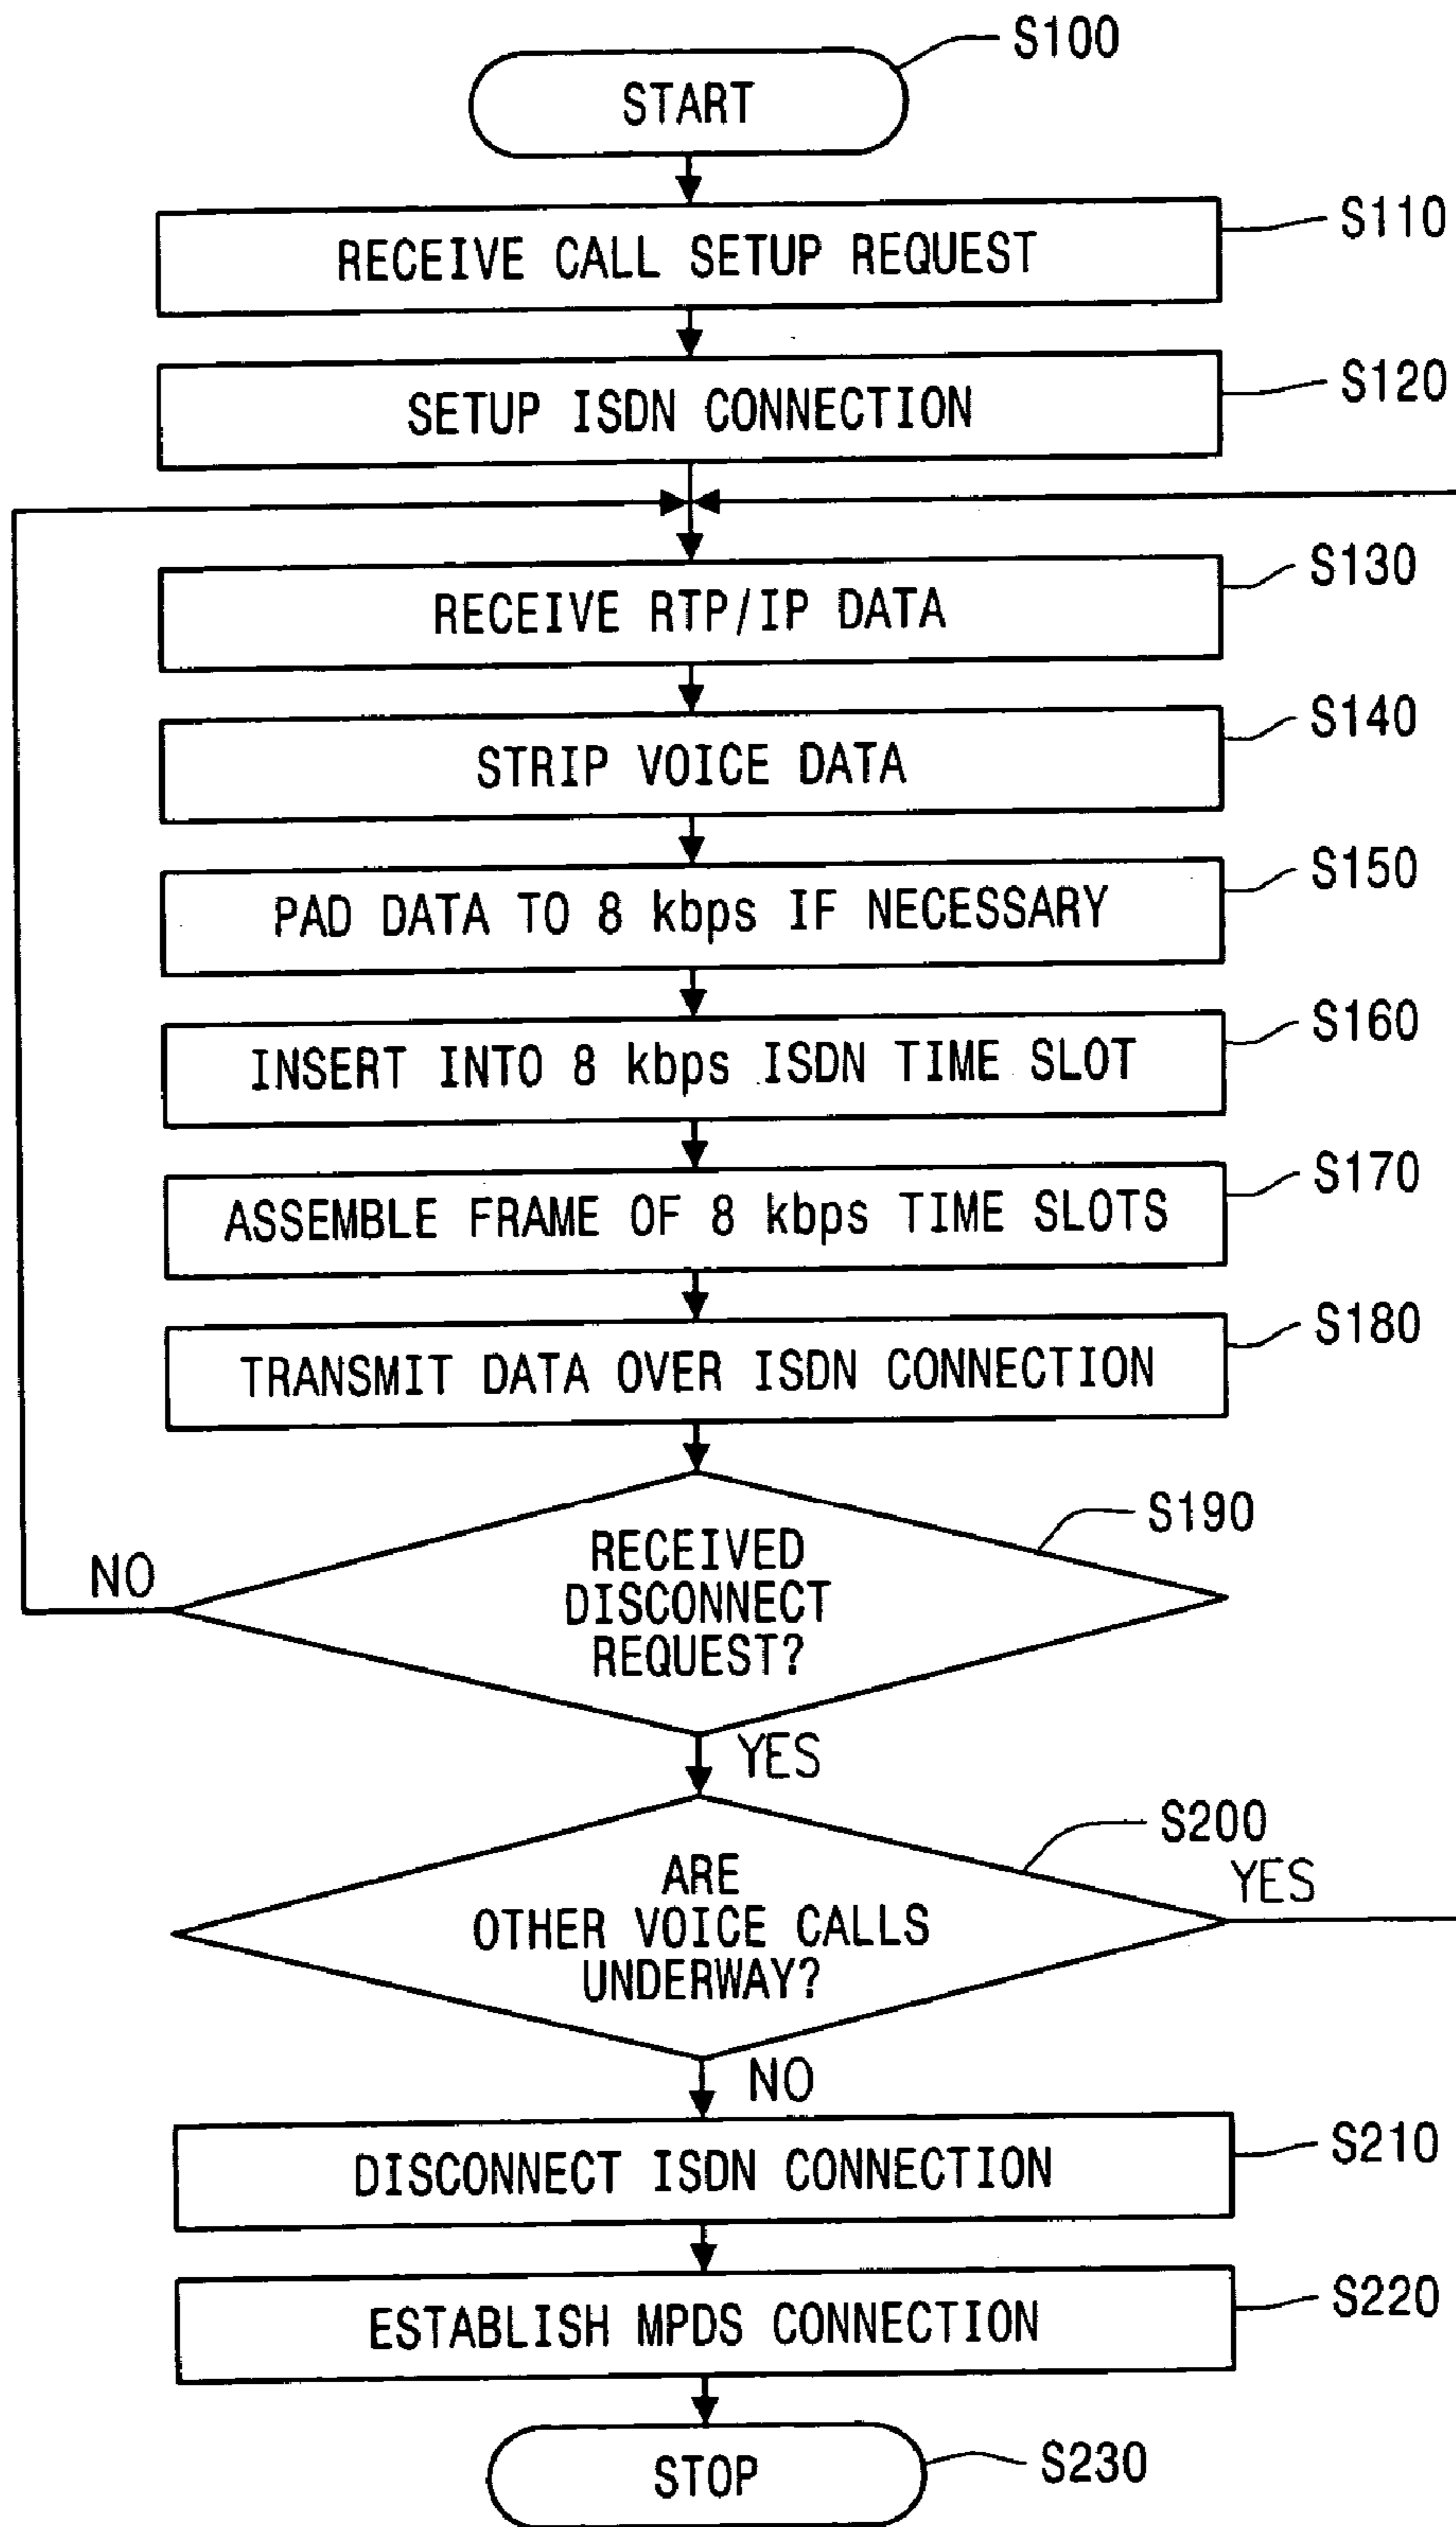 S100
START
S110
RECEIVE CALL SETUP REQUEST
S120
SETUP ISDN CONNECTION
S130
RECEIVE RTP/IP DATA
S140
STRIP VOICE DATA
S150
PAD DATA TO 8 kbps IF NECESSARY
S160
INSERT INTO 8 kbps ISDN TIME SLOT
S170
ASSEMBLE FRAME OF 8 kbps TIME SLOTS
S180
TRANSMIT DATA OVER ISDN CONNECTION
S190
NO
RECEIVED
DISCONNECT
REQUEST?
YES
S200
ARE
OTHER VOICE CALLS
UNDERWAY?
YES
NO
S210
DISCONNECT ISDN CONNECTION
S220
ESTABLISH MPDS CONNECTION
S230
STOP